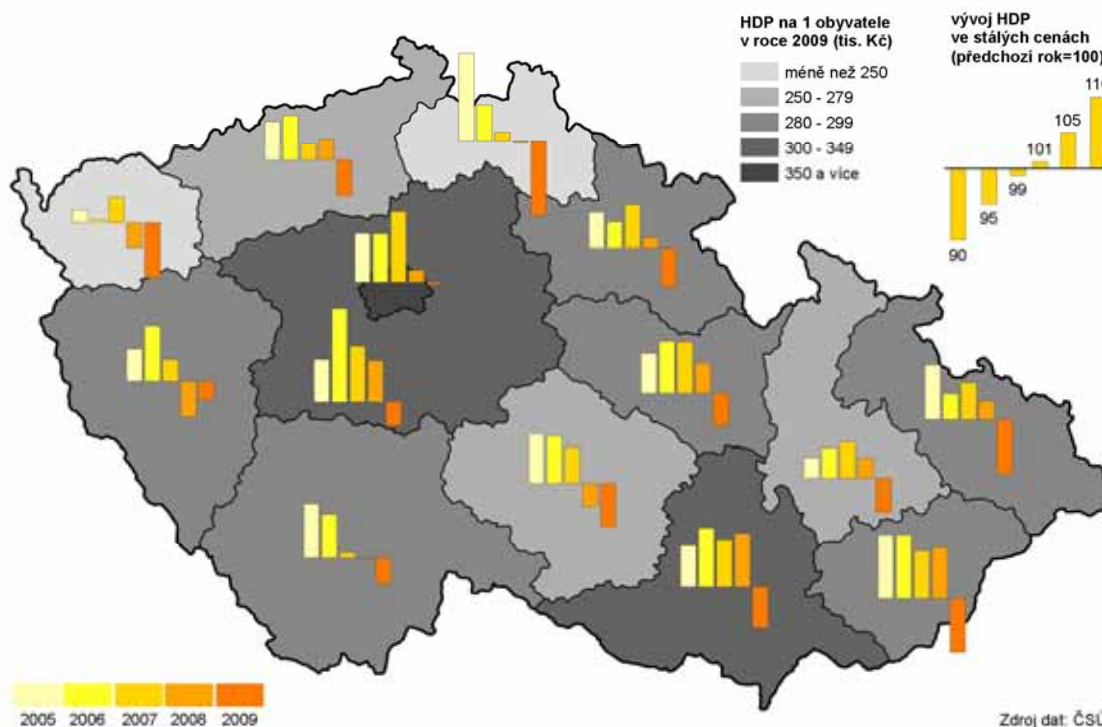 HDP na 1 obyvatele
v roce 2009 (tis. Kč)
méně než 250
250 - 279
280 - 299
300 - 349
350 a více
vývoj HDP
ve stálých cenách
(předchozí rok=100)
90
95
99
101
105
2005 2006 2007 2008 2009
Zdroj dat: ČSÚ